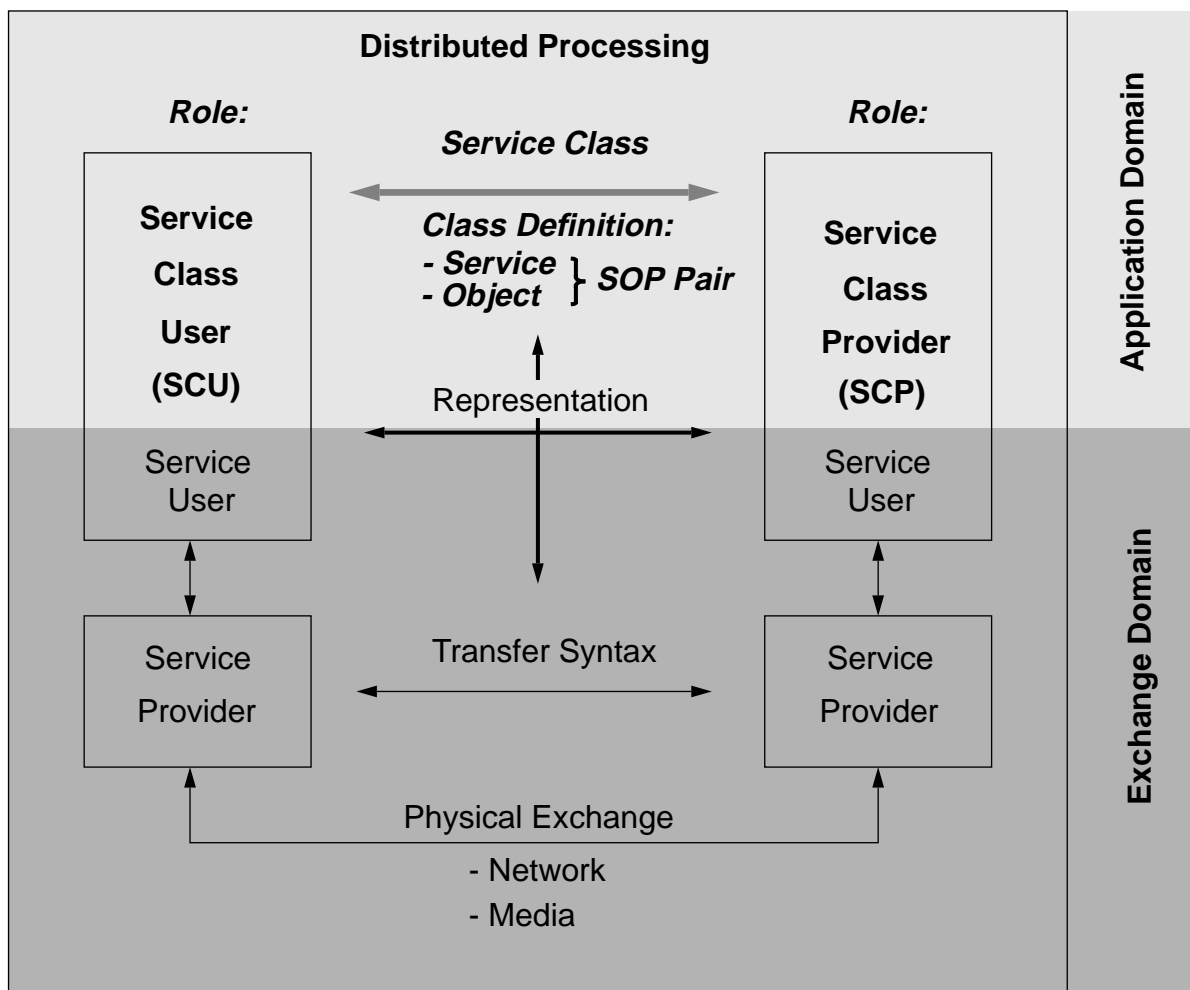 Distributed Processing
Role:
Role:
Service Class
Service
Class
User
(SCU)
Class Definition:
- Service
- Object
} SOP Pair
Service
Class
Provider
(SCP)
Representation
Service
User
Service
User
Service
Provider
Transfer Syntax
Service
Provider
Physical Exchange
- Network
- Media
Application Domain
Exchange Domain